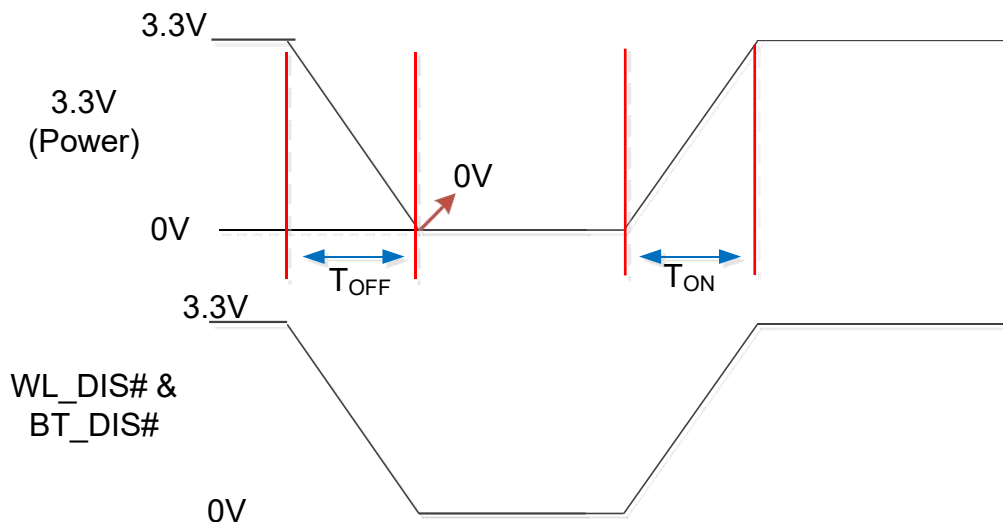 3.3V
3.3V
(Power)
0V
0V
TOFF
TON
3.3V
WL_DIS# &
BT_DIS#
0V